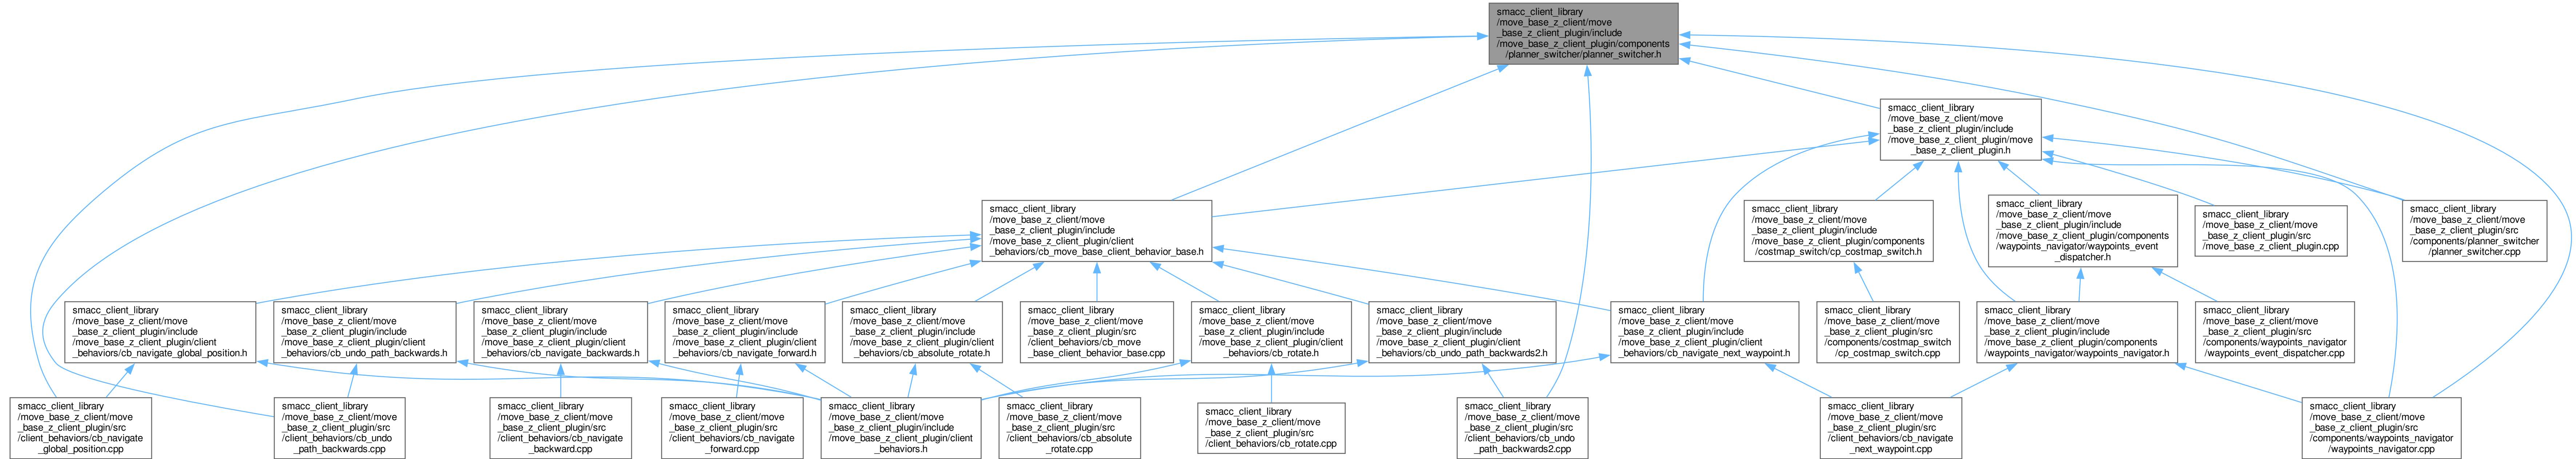 smacc_client_library
/move_base_z_client/move
_base_z_client_plugin/include
/move_base_z_client_plugin/components
/planner_switcher/planner_switcher.h
smacc_client_library
/move_base_z_client/move
_base_z_client_plugin/include
/move_base_z_client_plugin/move
_base_z_client_plugin.h
smacc_client_library
/move_base_z_client/move
_base_z_client_plugin/include
/move_base_z_client_plugin/client
_behaviors/cb_move_base_client_behavior_base.h
smacc_client_library
/move_base_z_client/move
_base_z_client_plugin/include
/move_base_z_client_plugin/components
/costmap_switch/cp_costmap_switch.h
smacc_client_library
/move_base_z_client/move
_base_z_client_plugin/include
/move_base_z_client_plugin/components
/waypoints_navigator/waypoints_event
_dispatcher.h
smacc_client_library
/move_base_z_client/move
_base_z_client_plugin/src
/move_base_z_client_plugin.cpp
smacc_client_library
/move_base_z_client/move
_base_z_client_plugin/src
/components/planner_switcher
/planner_switcher.cpp
smacc_client_library
/move_base_z_client/move
_base_z_client_plugin/include
/move_base_z_client_plugin/client
_behaviors/cb_navigate_global_position.h
smacc_client_library
/move_base_z_client/move
_base_z_client_plugin/include
/move_base_z_client_plugin/client
_behaviors/cb_undo_path_backwards.h
smacc_client_library
/move_base_z_client/move
_base_z_client_plugin/include
/move_base_z_client_plugin/client
_behaviors/cb_navigate_backwards.h
smacc_client_library
/move_base_z_client/move
_base_z_client_plugin/include
/move_base_z_client_plugin/client
_behaviors/cb_navigate_forward.h
smacc_client_library
/move_base_z_client/move
_base_z_client_plugin/include
/move_base_z_client_plugin/client
_behaviors/cb_absolute_rotate.h
smacc_client_library
/move_base_z_client/move
_base_z_client_plugin/src
/client_behaviors/cb_move
_base_client_behavior_base.cpp
smacc_client_library
/move_base_z_client/move
_base_z_client_plugin/include
/move_base_z_client_plugin/client
_behaviors/cb_rotate.h
smacc_client_library
/move_base_z_client/move
_base_z_client_plugin/include
/move_base_z_client_plugin/client
_behaviors/cb_undo_path_backwards2.h
smacc_client_library
/move_base_z_client/move
_base_z_client_plugin/include
/move_base_z_client_plugin/client
_behaviors/cb_navigate_next_waypoint.h
smacc_client_library
/move_base_z_client/move
_base_z_client_plugin/src
/components/costmap_switch
/cp_costmap_switch.cpp
smacc_client_library
/move_base_z_client/move
_base_z_client_plugin/include
/move_base_z_client_plugin/components
/waypoints_navigator/waypoints_navigator.h
smacc_client_library
/move_base_z_client/move
_base_z_client_plugin/src
/components/waypoints_navigator
/waypoints_event_dispatcher.cpp
smacc_client_library
/move_base_z_client/move
_base_z_client_plugin/src
/client_behaviors/cb_navigate
_global_position.cpp
smacc_client_library
/move_base_z_client/move
_base_z_client_plugin/src
/client_behaviors/cb_undo
_path_backwards.cpp
smacc_client_library
/move_base_z_client/move
_base_z_client_plugin/src
/client_behaviors/cb_navigate
_backward.cpp
smacc_client_library
/move_base_z_client/move
_base_z_client_plugin/src
/client_behaviors/cb_navigate
_forward.cpp
smacc_client_library
/move_base_z_client/move
_base_z_client_plugin/include
/move_base_z_client_plugin/client
_behaviors.h
smacc_client_library
/move_base_z_client/move
_base_z_client_plugin/src
/client_behaviors/cb_absolute
_rotate.cpp
smacc_client_library
/move_base_z_client/move
_base_z_client_plugin/src
/client_behaviors/cb_rotate.cpp
smacc_client_library
/move_base_z_client/move
_base_z_client_plugin/src
/client_behaviors/cb_undo
_path_backwards2.cpp
smacc_client_library
/move_base_z_client/move
_base_z_client_plugin/src
/client_behaviors/cb_navigate
_next_waypoint.cpp
smacc_client_library
/move_base_z_client/move
_base_z_client_plugin/src
/components/waypoints_navigator
/waypoints_navigator.cpp